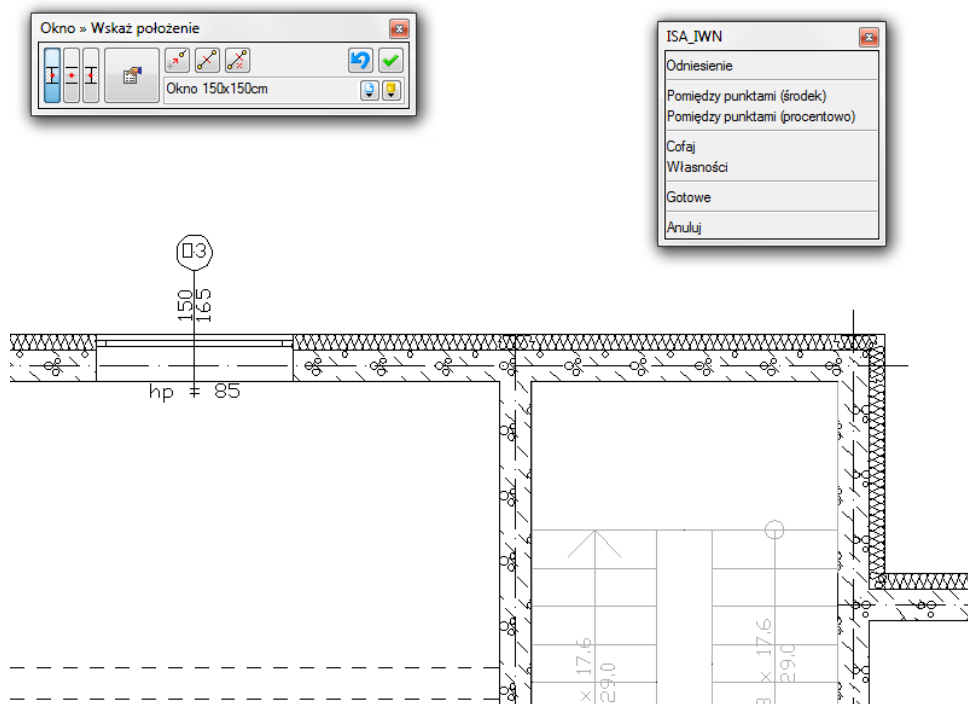 Okno » Wskaż położenie
Okno 150x150cm
ISA_IWN
Odniesienie
Pomiędzy punktami (środek)
Pomiędzy punktami (procentowo)
Cofaj
Własności
Gotowe
Anuluj
150
165
hp = 85
x 17,6
29,0
x 17,6
29,0